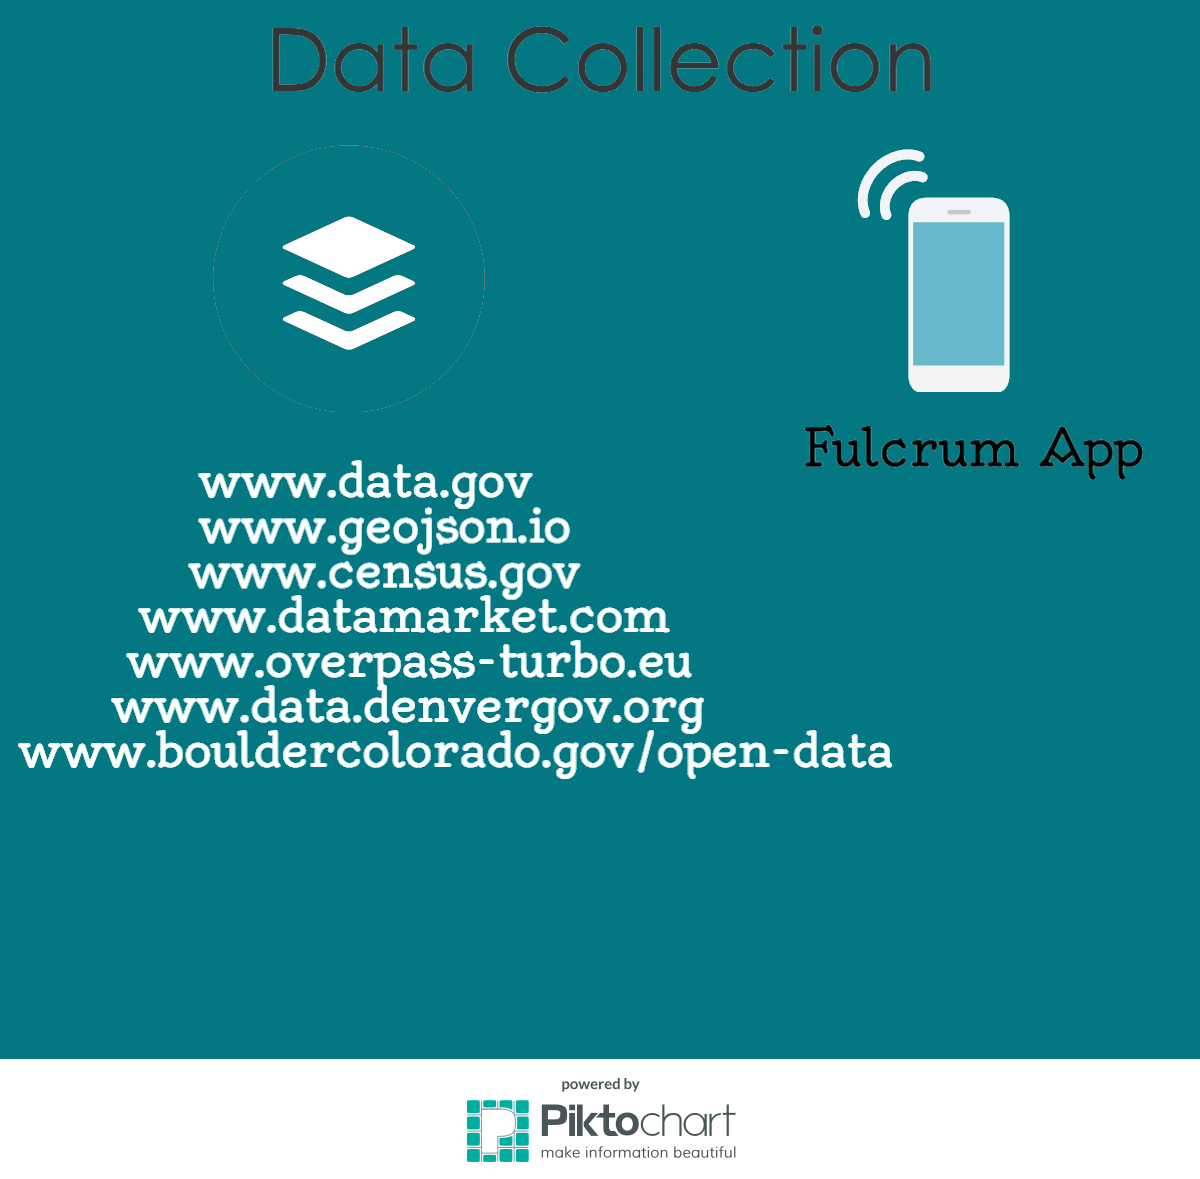 Data Collection
Fulcrum App
www.data.gov
www.geojson.io
www.census.gov
www.datamarket.com
www.overpass-turbo.eu
www.data.denvergov.org
www.bouldercolorado.gov/open-data
powered by
Piktochart
make information beautiful